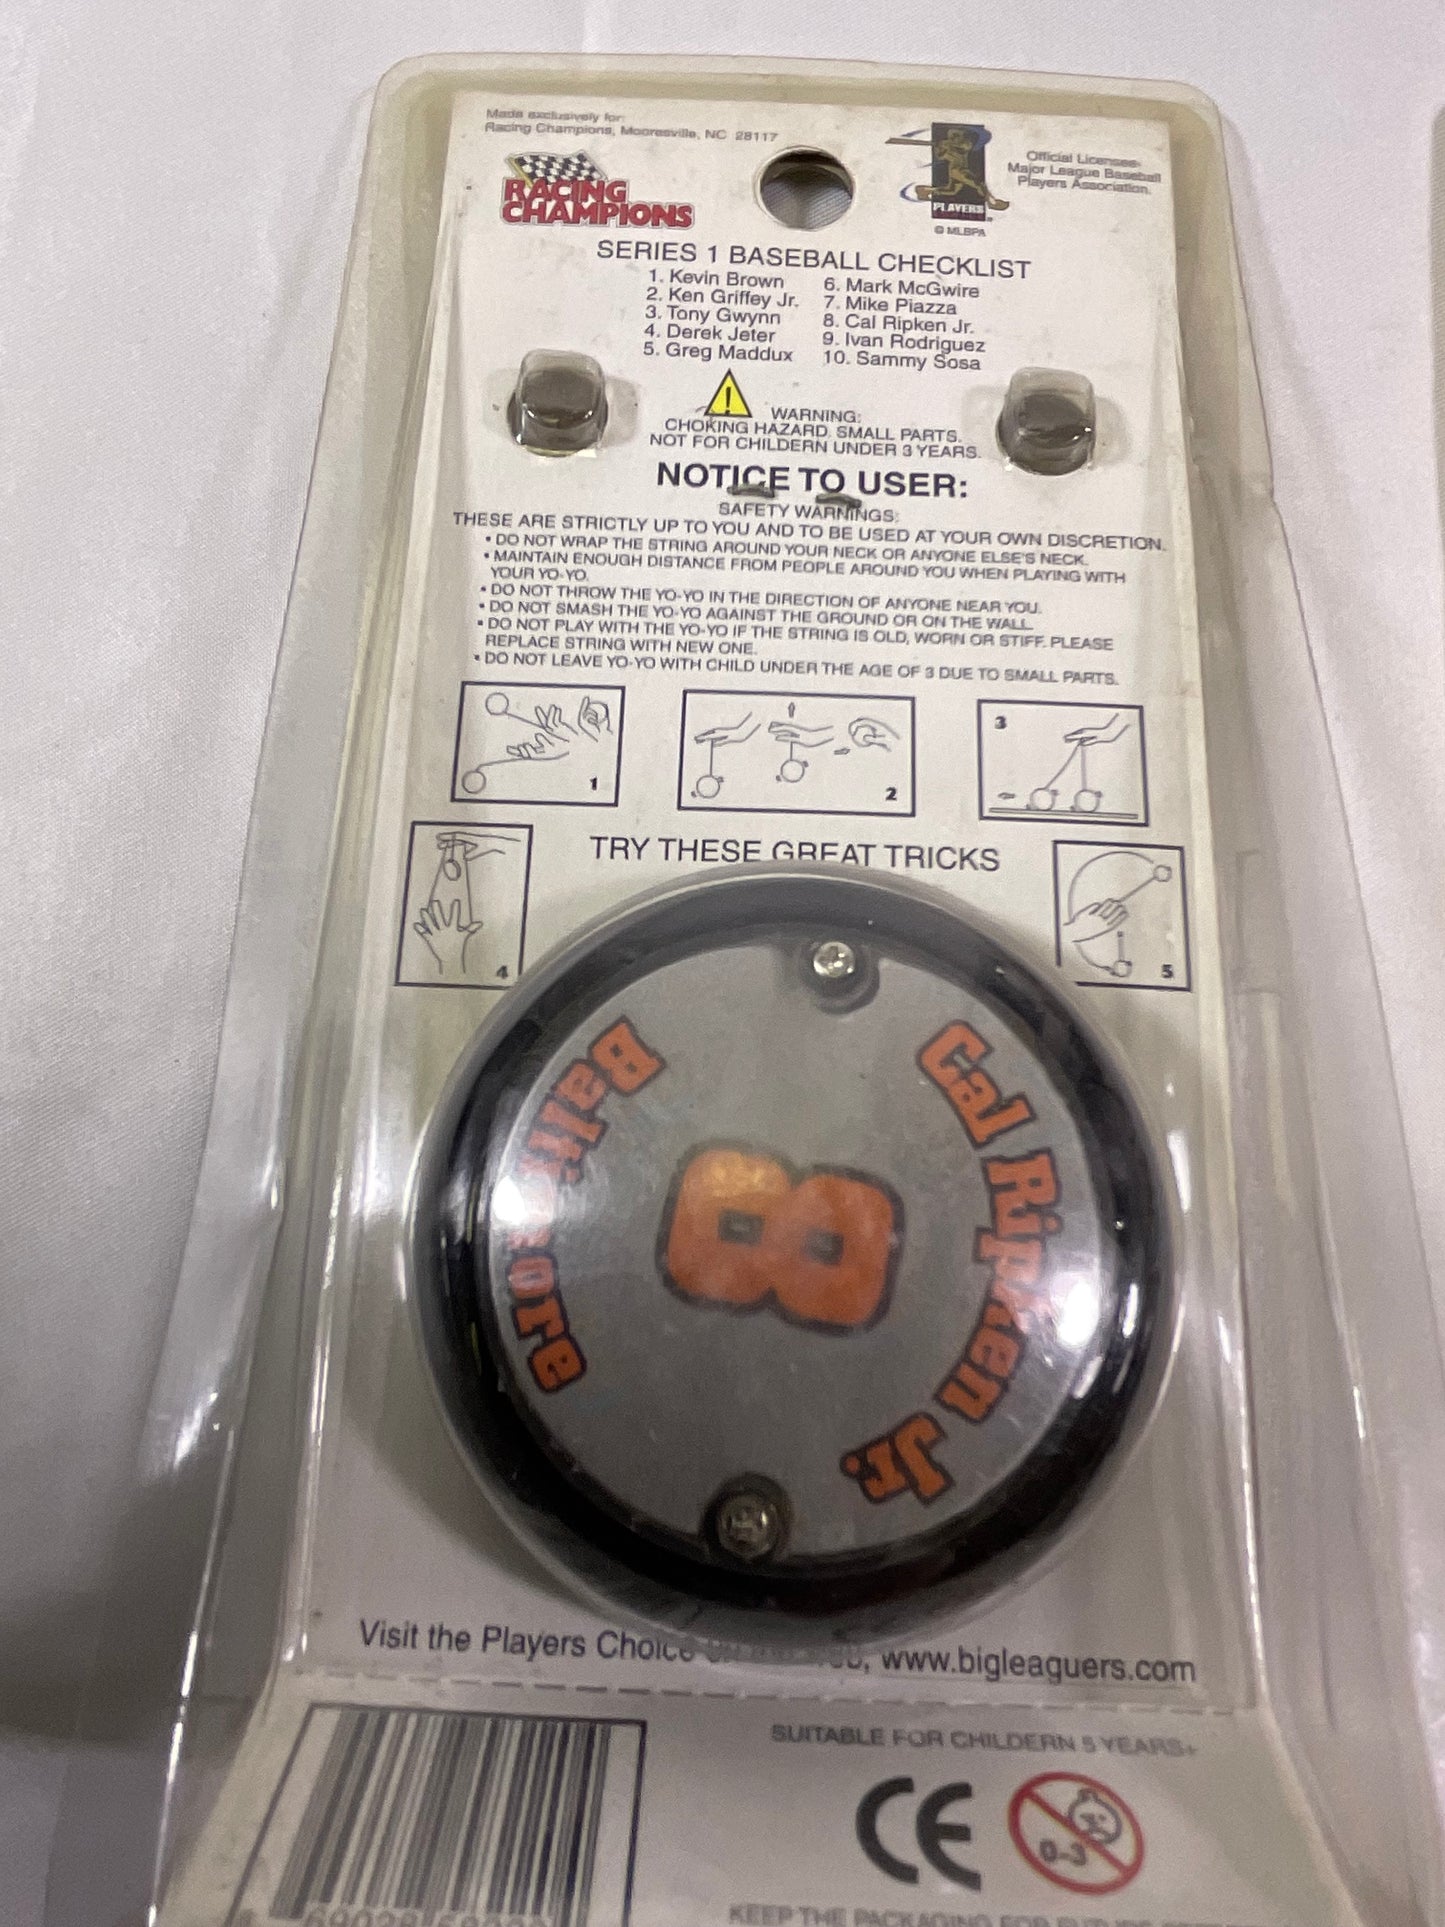 Made exclusively for:
Racing Champions, Mooresville, NC 28117
RACING
CHAMPIONS
PLAYERS
© MLBPA
Official Licensee-
Major League Baseball
Players Association.
SERIES 1 BASEBALL CHECKLIST
1. Kevin Brown
2. Ken Griffey Jr.
3. Tony Gwynn
4. Derek Jeter
5. Greg Maddux
6. Mark McGwire
7. Mike Piazza
8. Cal Ripken Jr.
9. Ivan Rodriguez
10. Sammy Sosa
!
WARNING:
CHOKING HAZARD. SMALL PARTS.
NOT FOR CHILDERN UNDER 3 YEARS.
NOTICE TO USER:
SAFETY WARNINGS:
THESE ARE STRICTLY UP TO YOU AND TO BE USED AT YOUR OWN DISCRETION.
• DO NOT WRAP THE STRING AROUND YOUR NECK OR ANYONE ELSE'S NECK.
• MAINTAIN ENOUGH DISTANCE FROM PEOPLE AROUND YOU WHEN PLAYING WITH
YOUR YO-YO.
• DO NOT THROW THE YO-YO IN THE DIRECTION OF ANYONE NEAR YOU.
• DO NOT SMASH THE YO-YO AGAINST THE GROUND OR ON THE WALL.
• DO NOT PLAY WITH THE YO-YO IF THE STRING IS OLD, WORN OR STIFF. PLEASE
REPLACE STRING WITH NEW ONE.
• DO NOT LEAVE YO-YO WITH CHILD UNDER THE AGE OF 3 DUE TO SMALL PARTS.
1
2
3
TRY THESE GREAT TRICKS
4
5
Baltimore
8
Cal Ripken Jr.
Visit the Players Choice on the web, www.bigleaguers.com
SUITABLE FOR CHILDERN 5 YEARS+
CE
0-3
KEEP THE PACKAGING FOR FUTURE